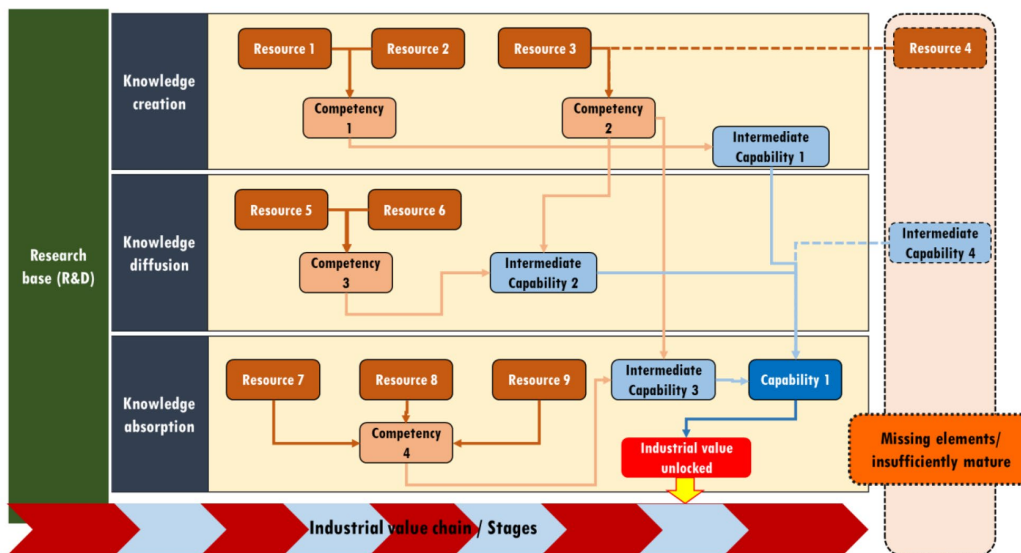 Research
base (R&D)
Knowledge
creation
Resource 1
Resource 2
Resource 3
Resource 4
Competency
1
Competency
2
Intermediate
Capability 1
Knowledge
diffusion
Resource 5
Resource 6
Competency
3
Intermediate
Capability 2
Intermediate
Capability 4
Knowledge
absorption
Resource 7
Resource 8
Resource 9
Intermediate
Capability 3
Capability 1
Competency
4
Industrial value
unlocked
Missing elements/
insufficiently mature
Industrial value chain / Stages